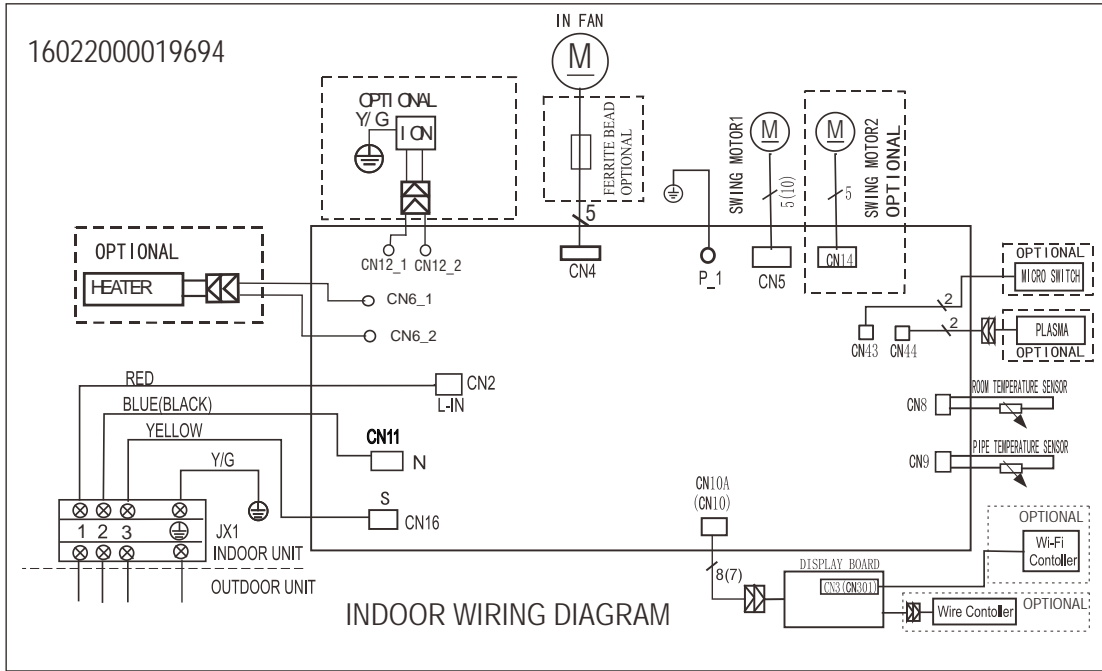 16022000019694
IN FAN
M
OPTIONAL
Y/G
ION
FERRITE BEAD
OPTIONAL
5
SWING MOTOR1
M
5(10)
M
5
SWING MOTOR2
OPTIONAL
OPTIONAL
HEATER
CN12_1
CN12_2
CN4
P_1
CN5
CN14
CN6_1
CN6_2
OPTIONAL
MICRO SWITCH
2
2
PLASMA
OPTIONAL
CN43
CN44
RED
CN2
L-IN
BLUE(BLACK)
CN11
N
YELLOW
Y/G
S
CN16
CN8
ROOM TEMPERATURE SENSOR
CN9
PIPE TEMPERATURE SENSOR
CN10A
(CN10)
1 2 3
JX1
INDOOR UNIT
OUTDOOR UNIT
8(7)
DISPLAY BOARD
CN3(CN301)
OPTIONAL
Wi-Fi
Contoller
Wire Contoller
OPTIONAL
INDOOR WIRING DIAGRAM